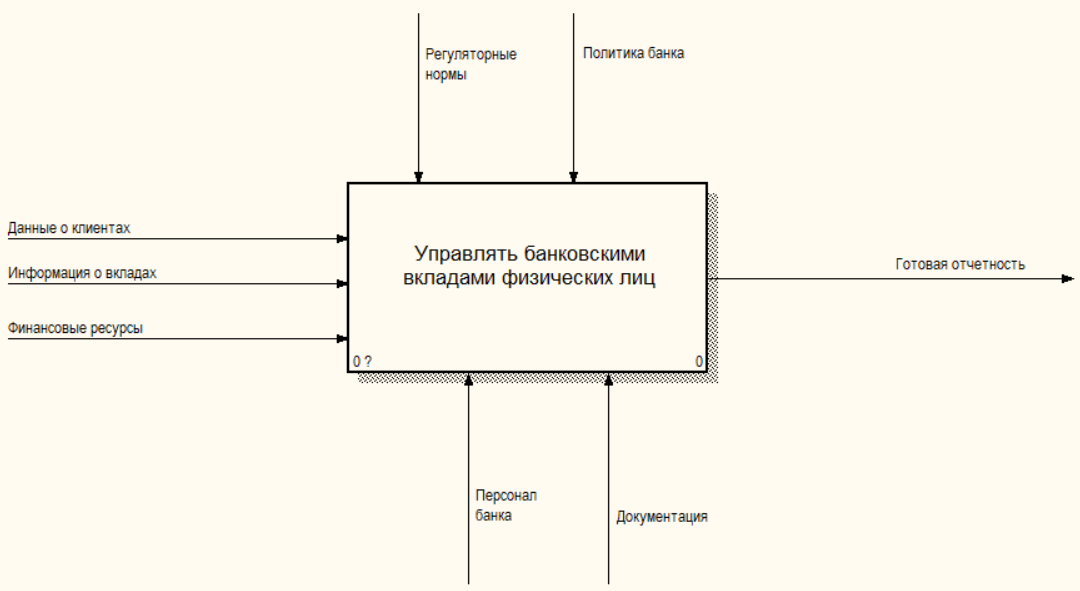 Регуляторные
нормы
Политика банка
Данные о клиентах
Информация о вкладах
Финансовые ресурсы
Управлять банковскими
вкладами физических лиц
0 ?
0
Готовая отчетность
Персонал
банка
Документация